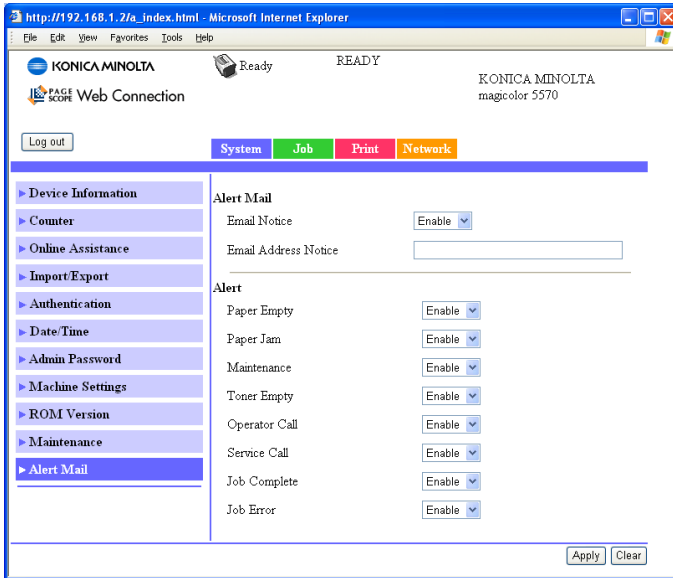 http://192.168.1.2/a_index.html - Microsoft Internet Explorer
File Edit View Favorites Tools Help
KONICA MINOLTA
Ready
READY
KONICA MINOLTA
magicolor 5570
PAGE SCOPE Web Connection
Log out
System Job Print Network
Device Information
Counter
Online Assistance
Import/Export
Authentication
Date/Time
Admin Password
Machine Settings
ROM Version
Maintenance
Alert Mail
Alert Mail
Email Notice Enable
Email Address Notice
Alert
Paper Empty Enable
Paper Jam Enable
Maintenance Enable
Toner Empty Enable
Operator Call Enable
Service Call Enable
Job Complete Enable
Job Error Enable
Apply Clear